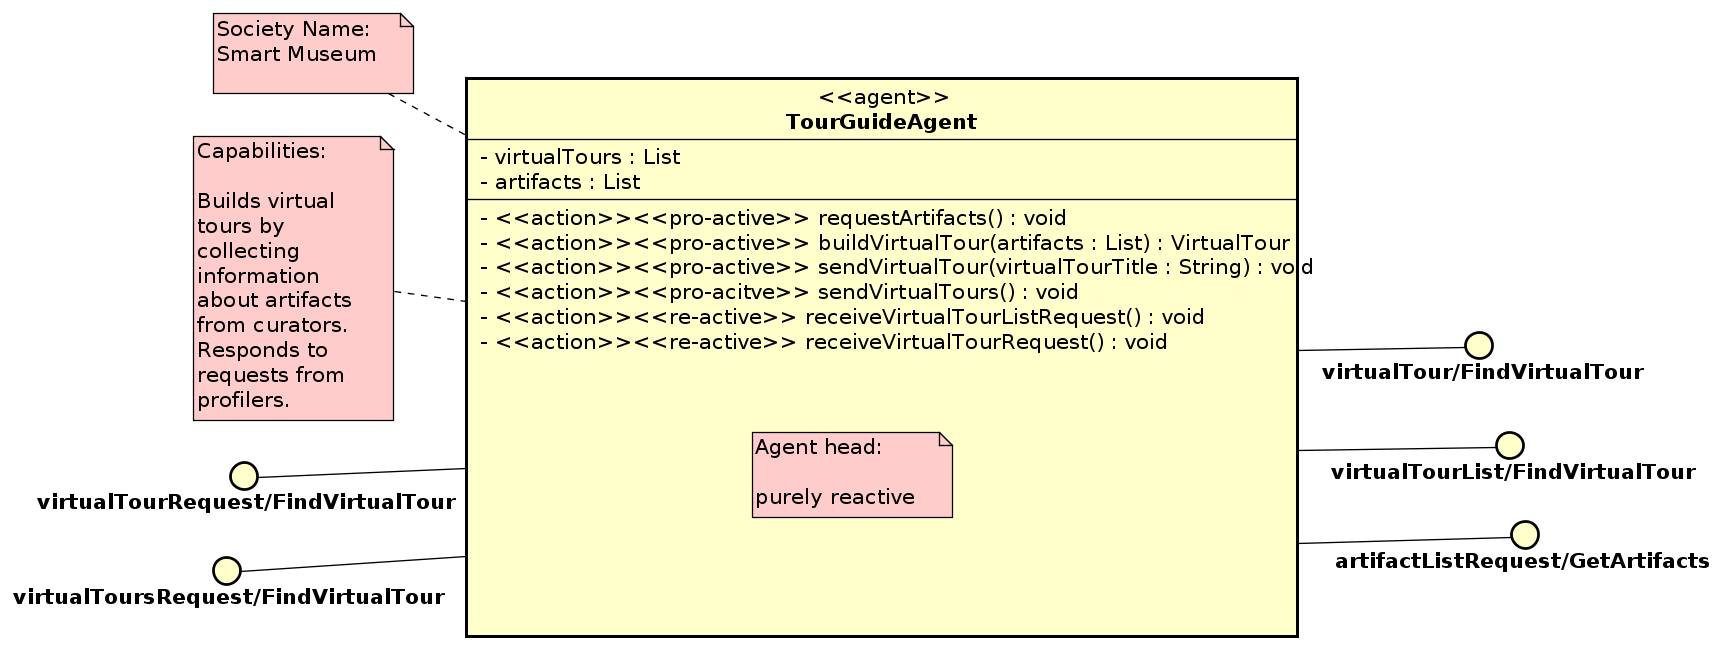 Society Name:
Smart Museum
<<agent>>
TourGuideAgent
- virtualTours : List
- artifacts : List
- <<action>><<pro-active>> requestArtifacts() : void
- <<action>><<pro-active>> buildVirtualTour(artifacts : List) : VirtualTour
- <<action>><<pro-active>> sendVirtualTour(virtualTourTitle : String) : void
- <<action>><<pro-acitve>> sendVirtualTours() : void
- <<action>><<re-active>> receiveVirtualTourListRequest() : void
- <<action>><<re-active>> receiveVirtualTourRequest() : void
Capabilities:
Builds virtual
tours by
collecting
information
about artifacts
from curators.
Responds to
requests from
profilers.
Agent head:
purely reactive
virtualTourRequest/FindVirtualTour
virtualToursRequest/FindVirtualTour
virtualTour/FindVirtualTour
virtualTourList/FindVirtualTour
artifactListRequest/GetArtifacts